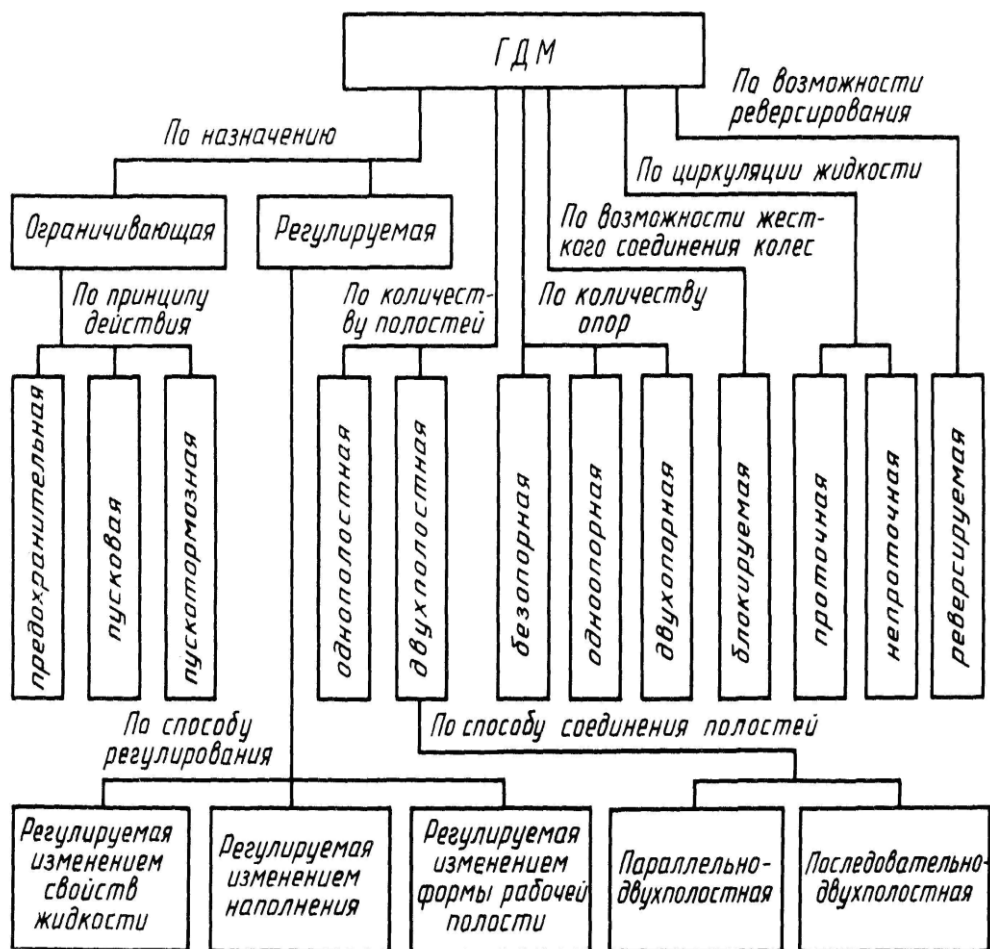 ГДМ
По возможности
реверсирования
По назначению
По циркуляции жидкости
Ограничивающая
Регулируемая
По возможности жест-
кого соединения колес
По принципу
действия
По количест-
ву полостей
По количеству
опор
предохранительная
пусковая
пускотормозная
однополостная
двухполостная
безопорная
одноопорная
двухопорная
блокируемая
проточная
непроточная
реверсируемая
По способу
регулирования
По способу соединения полостей
Регулируемая
изменением
свойств
жидкости
Регулируемая
изменением
наполнения
Регулируемая
изменением
формы рабочей
полости
Параллельно-
двухполостная
Последовательно-
двухполостная